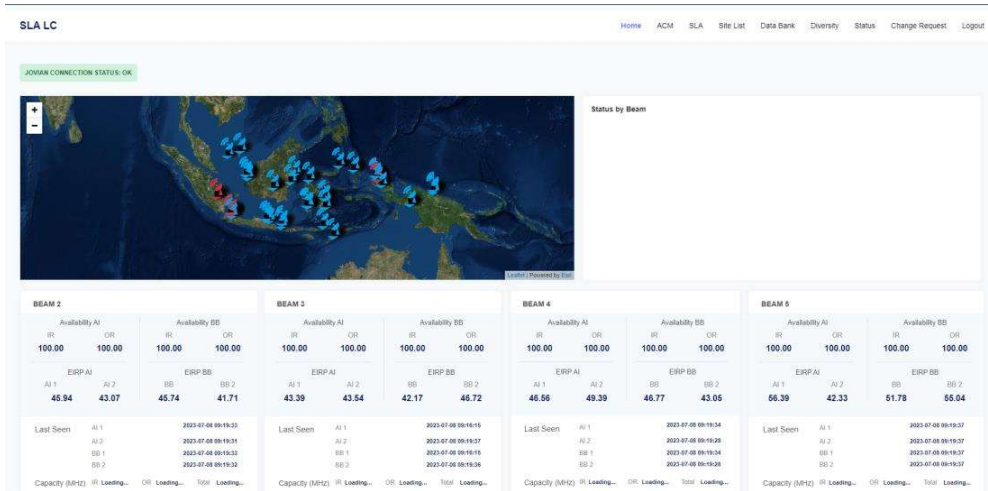 SLA LC
Home ACM SLA Site List Data Bank Diversity Status Change Request Logout
JOVIAN CONNECTION STATUS: OK
+
−
Status by Beam
Leaflet | Powered by Esri
BEAM 2
Availability AI Availability BB
IR OR IR OR
100.00 100.00 100.00 100.00
EIRP AI EIRP BB
AI 1 AI 2 BB BB 2
45.94 43.07 45.74 41.71
Last Seen
AI 1 2023-07-08 09:19:33
AI 2 2023-07-08 09:19:31
BB 1 2023-07-08 09:19:33
BB 2 2023-07-08 09:19:32
Capacity (MHz) IR Loading... OR Loading... Total Loading...
BEAM 3
Availability AI Availability BB
IR OR IR OR
100.00 100.00 100.00 100.00
EIRP AI EIRP BB
AI 1 AI 2 BB BB 2
43.39 43.54 42.17 46.72
Last Seen
AI 1 2023-07-08 09:16:15
AI 2 2023-07-08 09:19:37
BB 1 2023-07-08 09:16:15
BB 2 2023-07-08 09:19:36
Capacity (MHz) IR Loading... OR Loading... Total Loading...
BEAM 4
Availability AI Availability BB
IR OR IR OR
100.00 100.00 100.00 100.00
EIRP AI EIRP BB
AI 1 AI 2 BB BB 2
46.56 49.39 46.77 43.05
Last Seen
AI 1 2023-07-08 09:19:34
AI 2 2023-07-08 09:19:28
BB 1 2023-07-08 09:19:34
BB 2 2023-07-08 09:19:28
Capacity (MHz) IR Loading... OR Loading... Total Loading...
BEAM 5
Availability AI Availability BB
IR OR IR OR
100.00 100.00 100.00 100.00
EIRP AI EIRP BB
AI 1 AI 2 BB BB 2
56.39 42.33 51.78 55.04
Last Seen
AI 1 2023-07-08 09:19:37
AI 2 2023-07-08 09:19:37
BB 1 2023-07-08 09:19:37
BB 2 2023-07-08 09:19:37
Capacity (MHz) IR Loading... OR Loading... Total Loading...